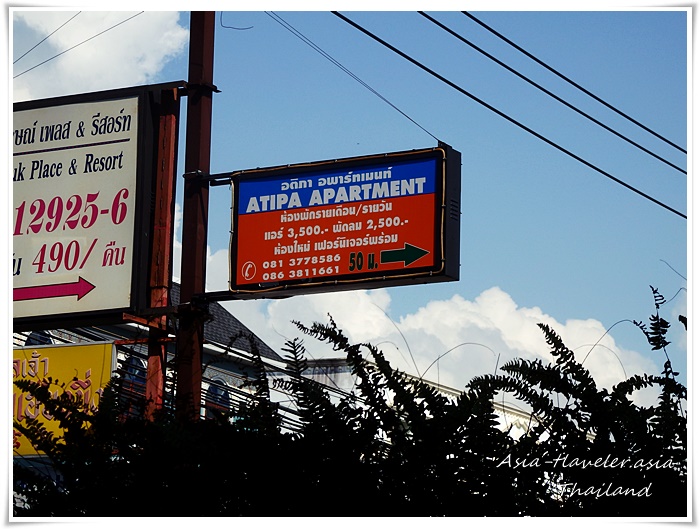 ษณ์ เพลส & รีสอร์ท
uk Place & Resort
12925-6
490/ คืน
อติภา อพาร์ทเมนท์
ATIPA APARTMENT
ห้องพักรายเดือน/รายวัน
แอร์ 3,500.- พัดลม 2,500.-
ห้องใหม่ เฟอร์นิเจอร์พร้อม
081 3778586
086 3811661
50 ม.
Asia-Haveler.asia
Thailand